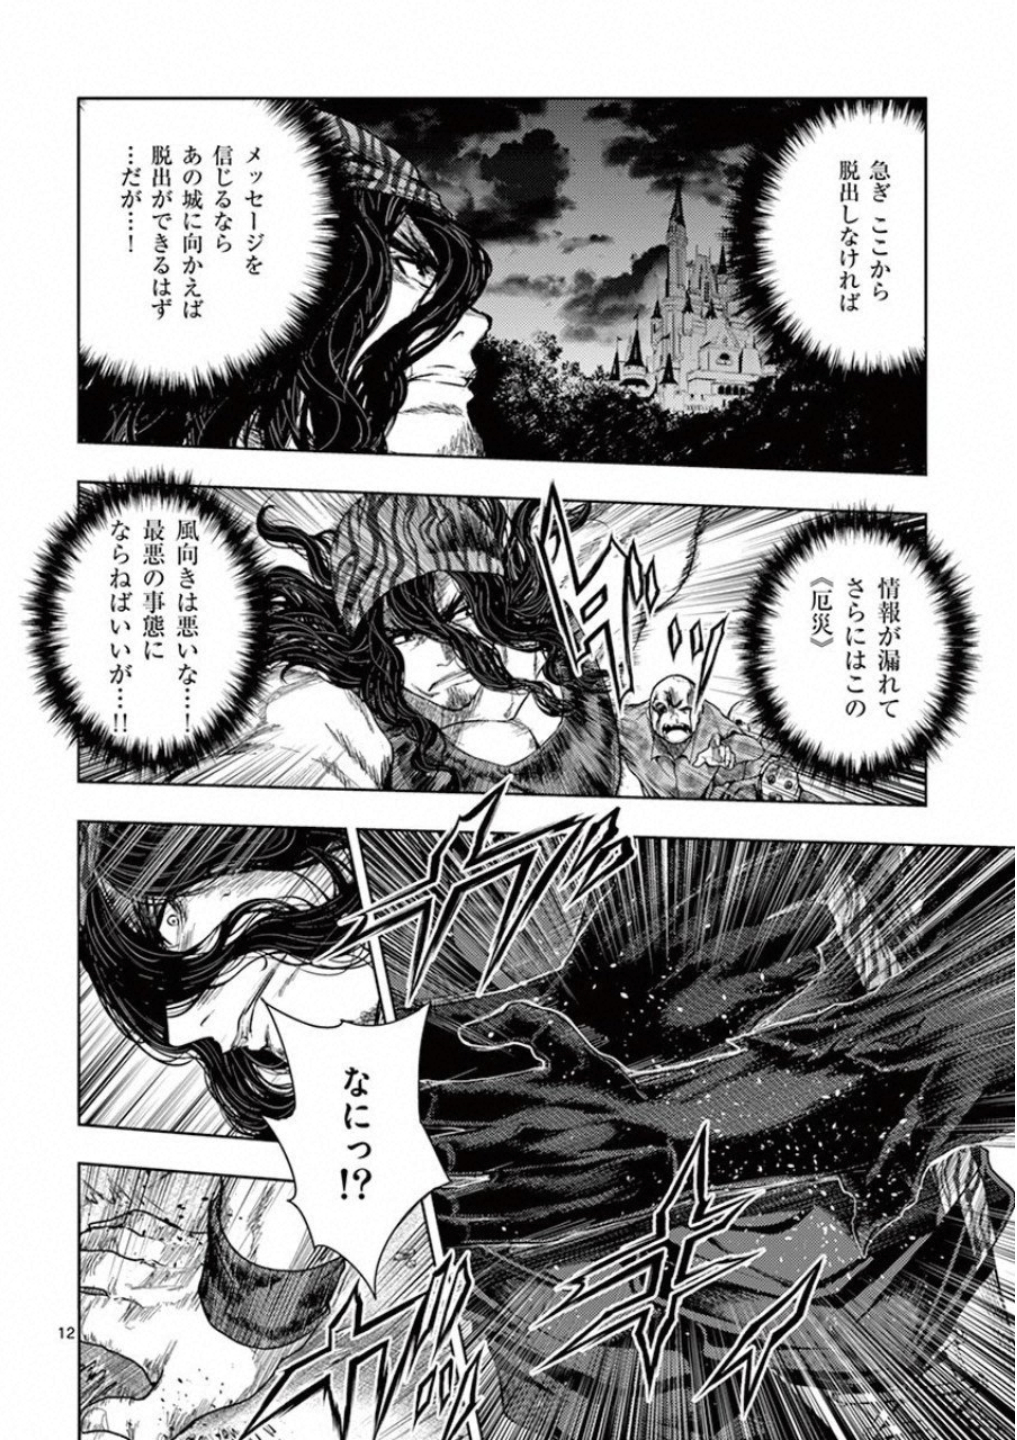 急ぎ ここから
脱出しなければ
メッセージを
信じるなら
あの城に向かえば
脱出ができるはず
…だが…!
情報が漏れて
さらにはこの
《厄災》
ダッ
風向きは悪いな…!
最悪の事態に
ならねばいいが…!!
なにっ!?
12